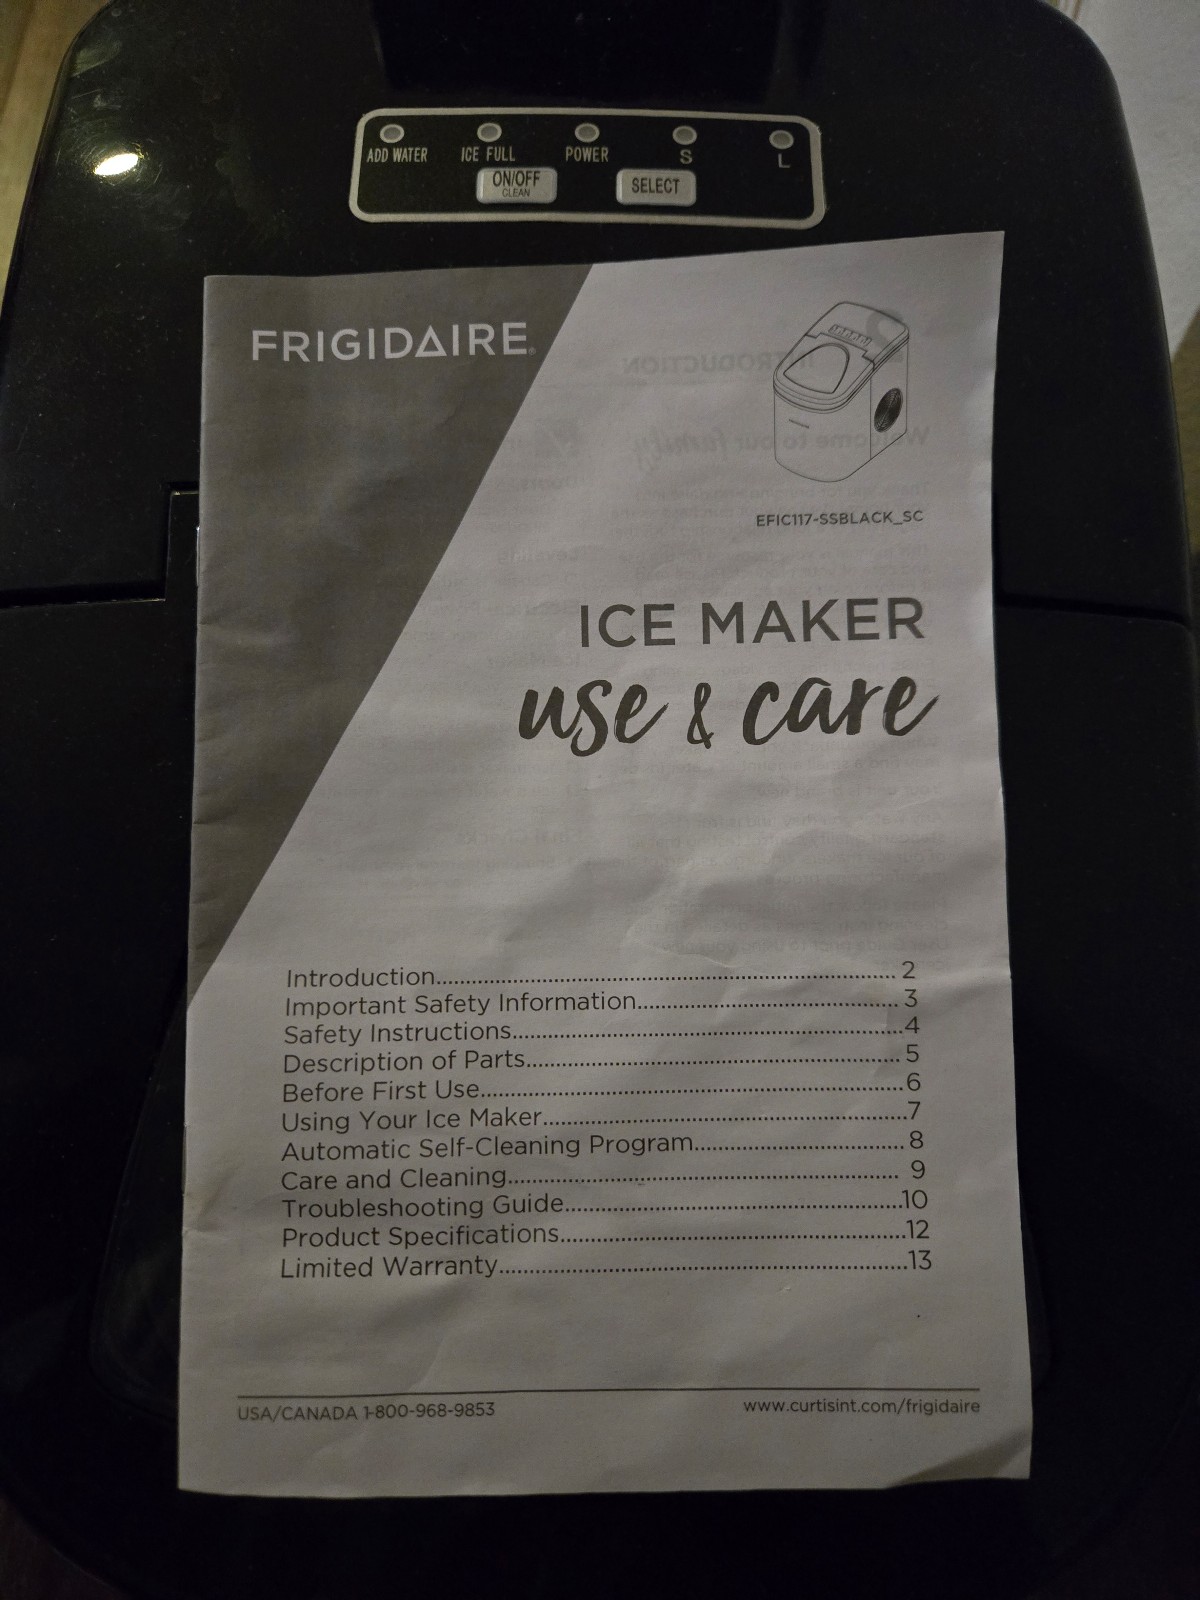 ADD WATER
ICE FULL
POWER
S
L
ON/OFF
CLEAN
SELECT
FRIGIDAIRE®
EFIC117-SSBLACK_SC
ICE MAKER
use & care
Introduction.......................................................... 2
Important Safety Information................................. 3
Safety Instructions.................................................4
Description of Parts............................................... 5
Before First Use.....................................................6
Using Your Ice Maker..............................................7
Automatic Self-Cleaning Program.......................... 8
Care and Cleaning................................................. 9
Troubleshooting Guide..........................................10
Product Specifications...........................................12
Limited Warranty...................................................13
USA/CANADA 1-800-968-9853
www.curtisint.com/frigidaire